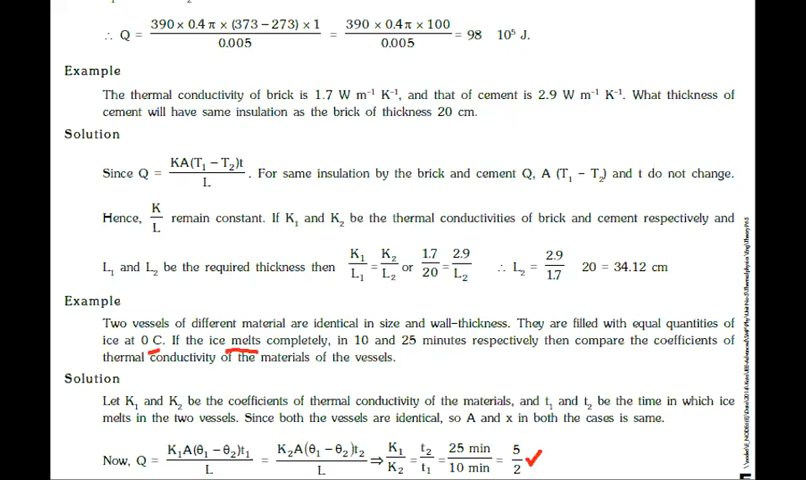 ∴ Q = 390 × 0.4 π × (373 – 273) × 1 / 0.005 = 390 × 0.4π × 100 / 0.005 = 98 10⁵ J.
Example
The thermal conductivity of brick is 1.7 W m⁻¹ K⁻¹, and that of cement is 2.9 W m⁻¹ K⁻¹. What thickness of
cement will have same insulation as the brick of thickness 20 cm.
Solution
Since Q = KA(T₁ – T₂)t / L . For same insulation by the brick and cement Q, A (T₁ – T₂) and t do not change.
Hence, K / L remain constant. If K₁ and K₂ be the thermal conductivities of brick and cement respectively and
L₁ and L₂ be the required thickness then K₁ / L₁ = K₂ / L₂ or 1.7 / 20 = 2.9 / L₂ ∴ L₂ = 2.9 / 1.7 20 = 34.12 cm
Example
Two vessels of different material are identical in size and wall-thickness. They are filled with equal quantities of
ice at 0 C. If the ice melts completely, in 10 and 25 minutes respectively then compare the coefficients of
thermal conductivity of the materials of the vessels.
Solution
Let K₁ and K₂ be the coefficients of thermal conductivity of the materials, and t₁ and t₂ be the time in which ice
melts in the two vessels. Since both the vessels are identical, so A and x in both the cases is same.
Now, Q = K₁A(θ₁ – θ₂)t₁ / L = K₂A(θ₁ – θ₂)t₂ / L ⇒ K₁ / K₂ = t₂ / t₁ = 25 min / 10 min = 5 / 2